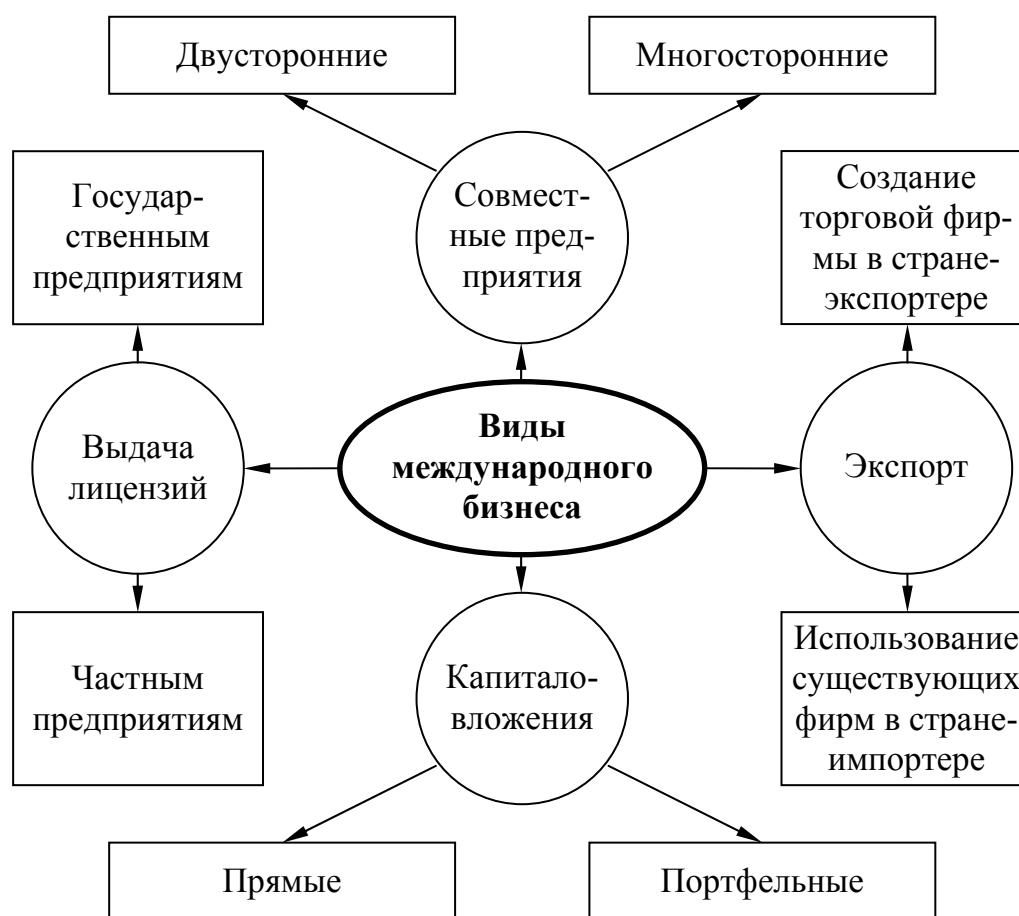 Двусторонние
Многосторонние
Государ-
ственным
предприятиям
Совмест-
ные пред-
приятия
Создание
торговой фир-
мы в стране-
экспортере
Выдача
лицензий
Виды
международного
бизнеса
Экспорт
Частным
предприятиям
Капитало-
вложения
Использование
существующих
фирм в стране-
импортере
Прямые
Портфельные